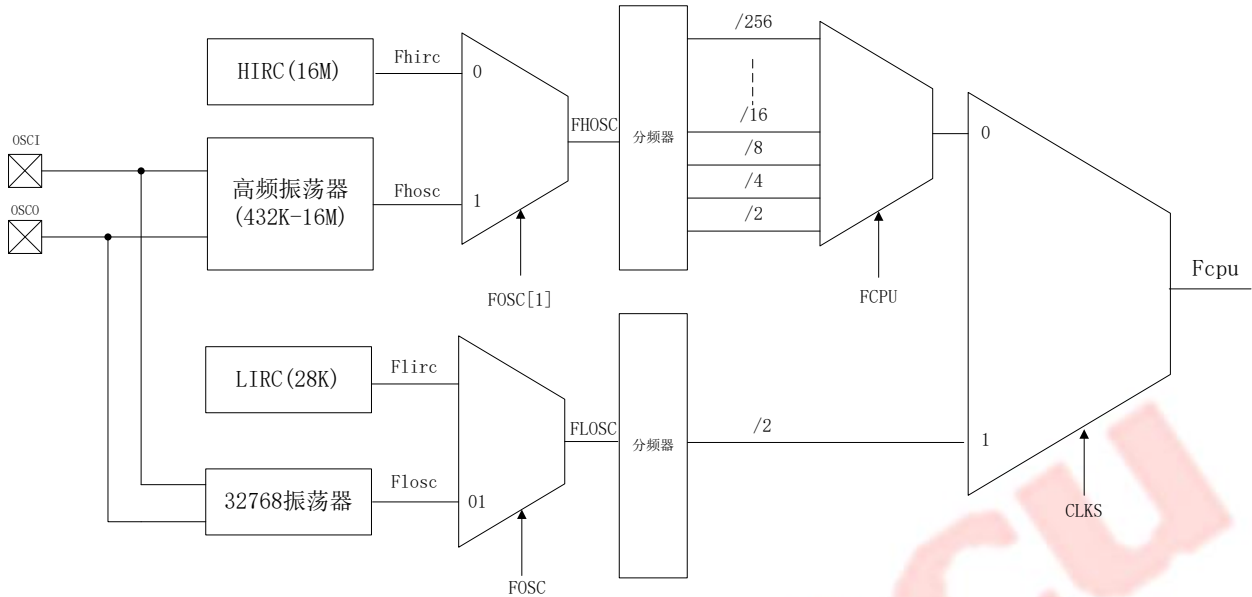 HIRC(16M)
Fhirc
0
OSCI
OSCO
高频振荡器
(432K-16M)
Fhosc
1
FOSC[1]
FHOSC
分频器
/256
/16
/8
/4
/2
FCPU
0
1
CLKS
Fcpu
LIRC(28K)
Flirc
32768振荡器
Flosc
01
FOSC
FLOSC
分频器
/2
cu